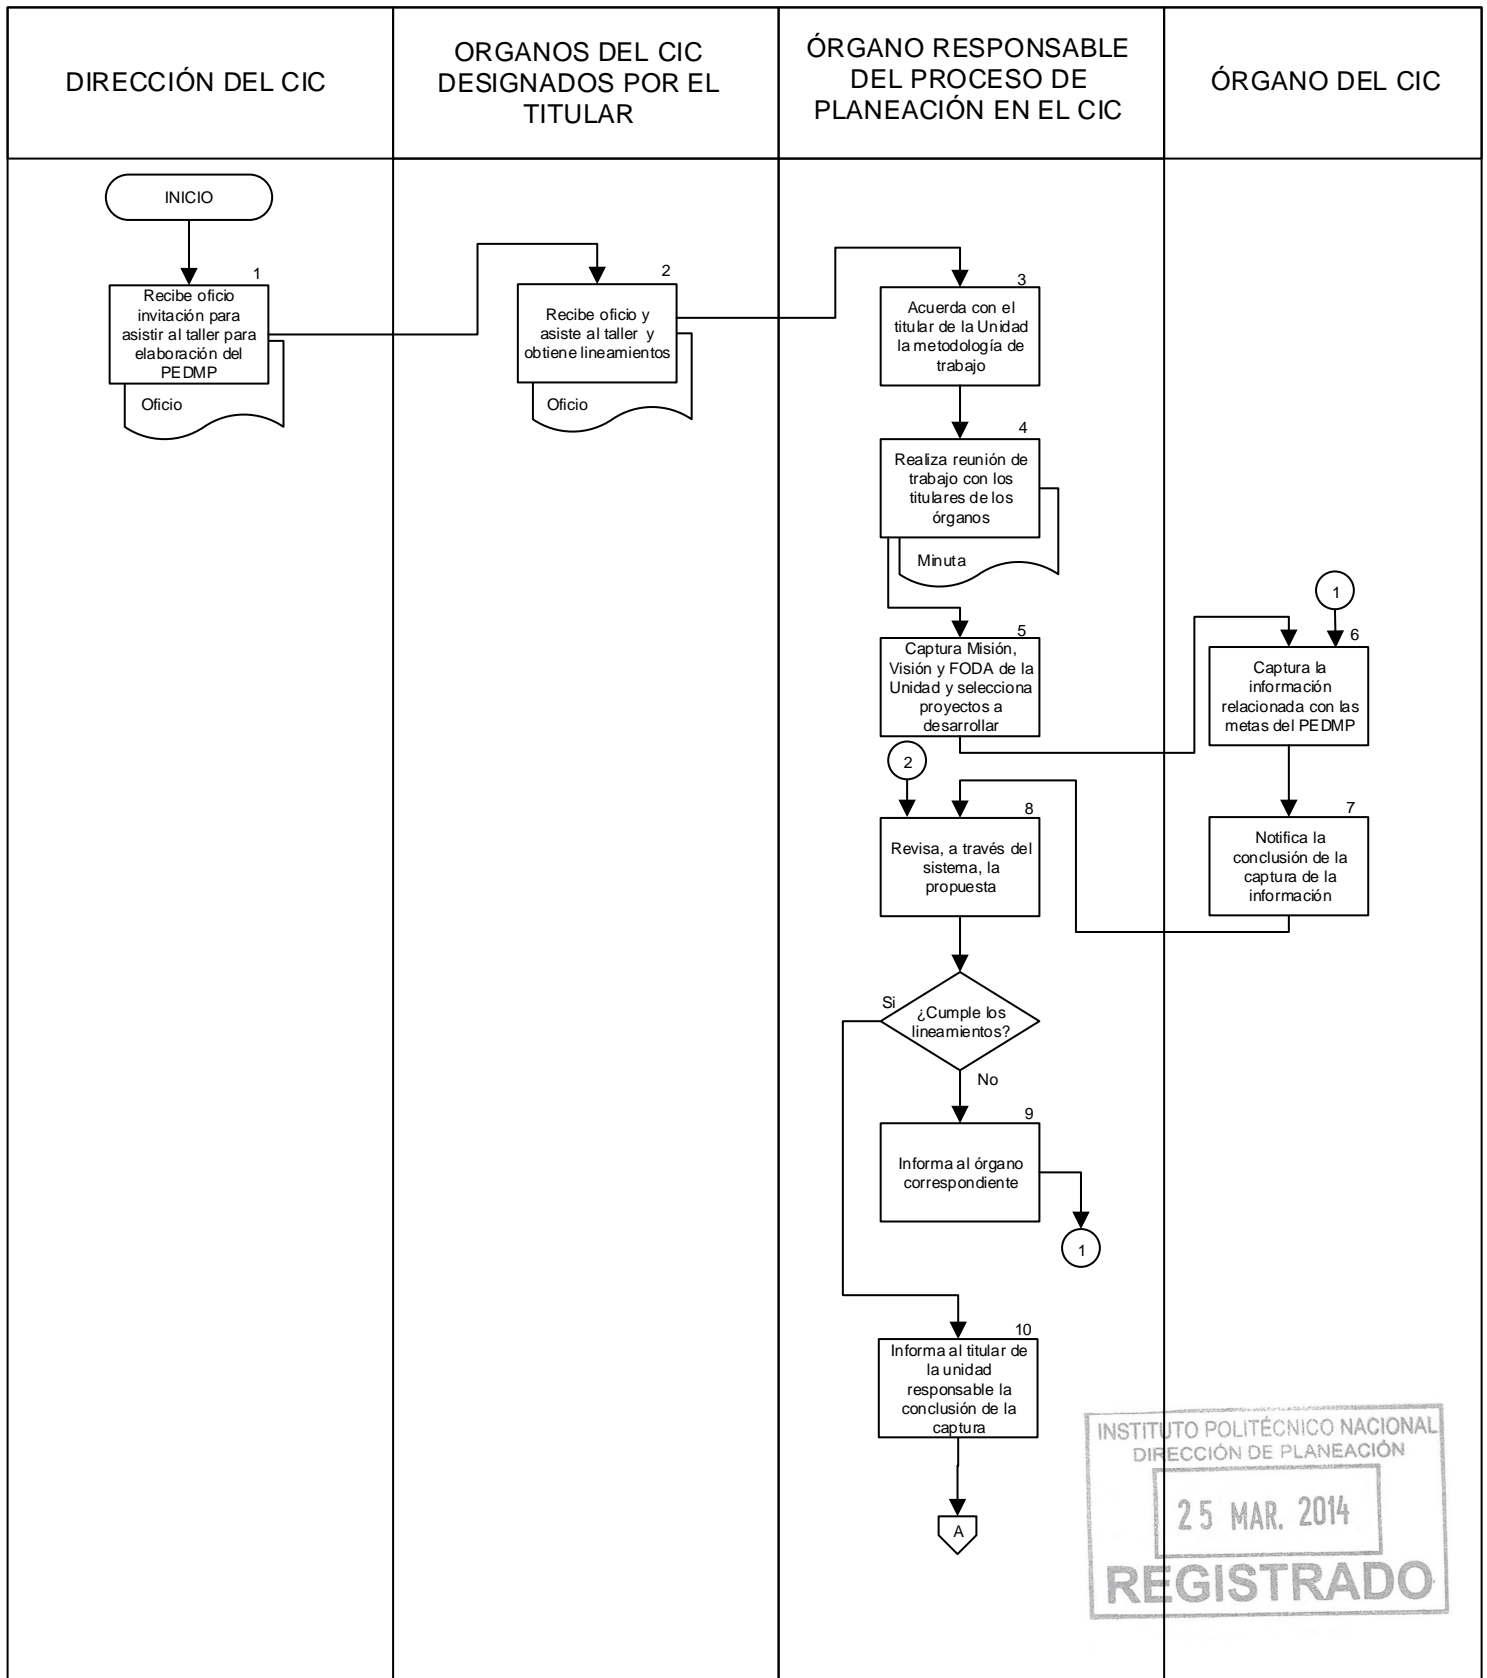 DIRECCIÓN DEL CIC
ORGANOS DEL CIC
DESIGNADOS POR EL
TITULAR
ÓRGANO RESPONSABLE
DEL PROCESO DE
PLANEACIÓN EN EL CIC
ÓRGANO DEL CIC
INICIO
1
Recibe oficio
invitación para
asistir al taller para
elaboración del
PEDMP
Oficio
2
Recibe oficio y
asiste al taller y
obtiene lineamientos
Oficio
3
Acuerda con el
titular de la Unidad
la metodología de
trabajo
4
Realiza reunión de
trabajo con los
titulares de los
órganos
Minuta
5
Captura Misión,
Visión y FODA de la
Unidad y selecciona
proyectos a
desarrollar
1
6
Captura la
información
relacionada con las
metas del PEDMP
7
Notifica la
conclusión de la
captura de la
información
2
8
Revisa, a través del
sistema, la
propuesta
Si
¿Cumple los
lineamientos?
No
9
Informa al órgano
correspondiente
1
10
Informa al titular de
la unidad
responsable la
conclusión de la
captura
A
INSTITUTO POLITÉCNICO NACIONAL
DIRECCIÓN DE PLANEACIÓN
25 MAR. 2014
REGISTRADO